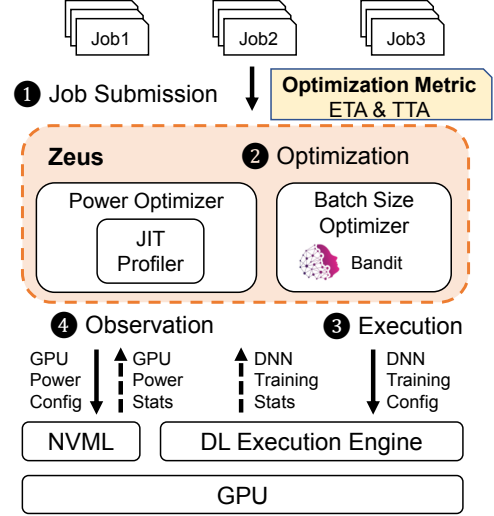 Job1
Job2
Job3
❶ Job Submission
Optimization Metric
ETA & TTA
Zeus
❷ Optimization
Power Optimizer
JIT
Profiler
Batch Size
Optimizer
Bandit
❹ Observation
❸ Execution
GPU
Power
Config
GPU
Power
Stats
DNN
Training
Stats
DNN
Training
Config
NVML
DL Execution Engine
GPU